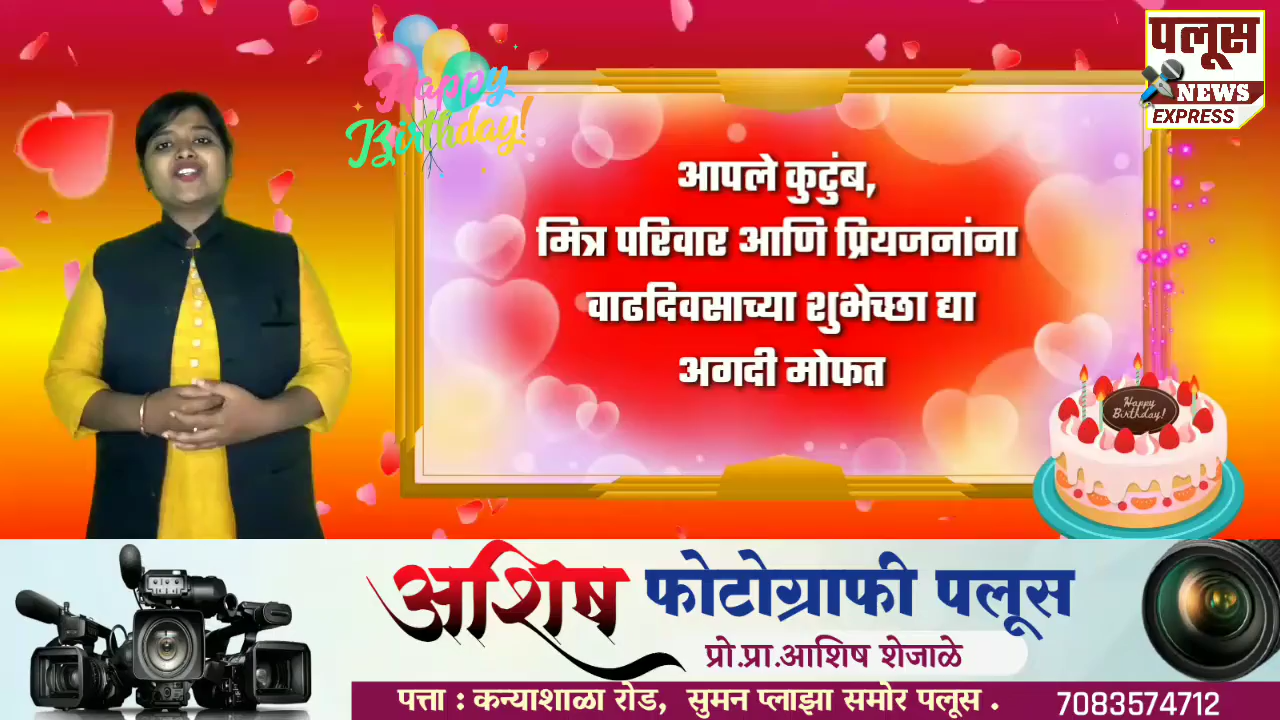 Happy
Birthday!
पलूस
NEWS
EXPRESS
आपले कुटुंब,
मित्र परिवार आणि प्रियजनांना
वाढदिवसाच्या शुभेच्छा द्या
अगदी मोफत
Happy
Birthday!
अशिष फोटोग्राफी पलूस
प्रो.प्रा.आशिष शेजाळे
पत्ता : कन्याशाळा रोड, सुमन प्लाझा समोर पलूस . 7083574712